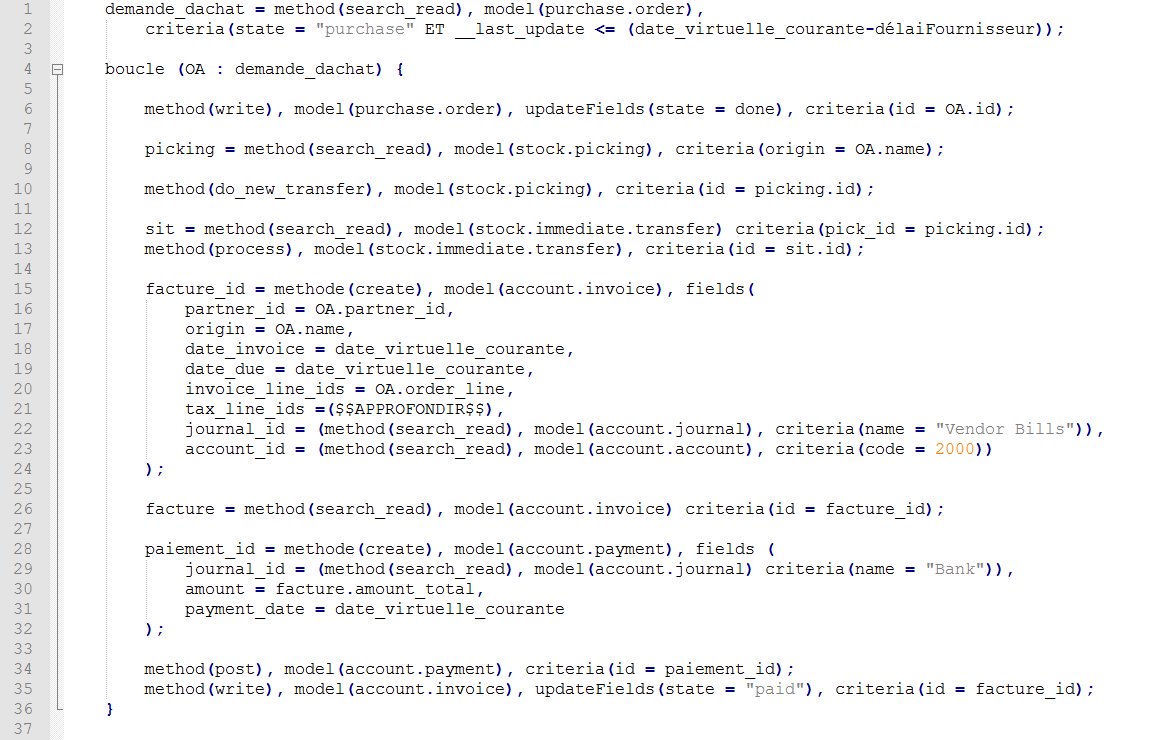 1 demande_dachat = method(search_read), model(purchase.order),
2 criteria(state = "purchase" ET __last_update <= (date_virtuelle_courante-délaiFournisseur));
3
4 boucle (OA : demande_dachat) {
5
6 method(write), model(purchase.order), updateFields(state = done), criteria(id = OA.id);
7
8 picking = method(search_read), model(stock.picking), criteria(origin = OA.name);
9
10 method(do_new_transfer), model(stock.picking), criteria(id = picking.id);
11
12 sit = method(search_read), model(stock.immediate.transfer) criteria(pick_id = picking.id);
13 method(process), model(stock.immediate.transfer), criteria(id = sit.id);
14
15 facture_id = methode(create), model(account.invoice), fields(
16 partner_id = OA.partner_id,
17 origin = OA.name,
18 date_invoice = date_virtuelle_courante,
19 date_due = date_virtuelle_courante,
20 invoice_line_ids = OA.order_line,
21 tax_line_ids =($$APPROFONDIR$$),
22 journal_id = (method(search_read), model(account.journal), criteria(name = "Vendor Bills")),
23 account_id = (method(search_read), model(account.account), criteria(code = 2000))
24 );
25
26 facture = method(search_read), model(account.invoice) criteria(id = facture_id);
27
28 paiement_id = methode(create), model(account.payment), fields (
29 journal_id = (method(search_read), model(account.journal) criteria(name = "Bank")),
30 amount = facture.amount_total,
31 payment_date = date_virtuelle_courante
32 );
33
34 method(post), model(account.payment), criteria(id = paiement_id);
35 method(write), model(account.invoice), updateFields(state = "paid"), criteria(id = facture_id);
36 }
37